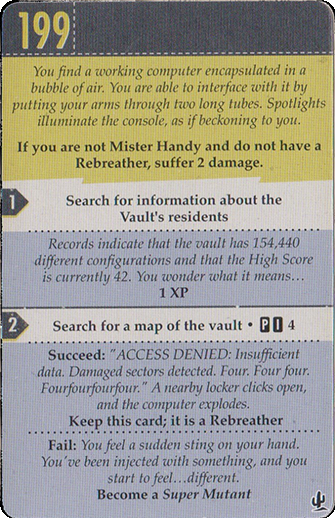 199
You find a working computer encapsulated in a
bubble of air. You are able to interface with it by
putting your arms through two long tubes. Spotlights
illuminate the console, as if beckoning to you.
If you are not Mister Handy and do not have a
Rebreather, suffer 2 damage.
1
Search for information about the
Vault's residents
Records indicate that the vault has 154,440
different configurations and that the High Score
is currently 42. You wonder what it means...
1 XP
2
Search for a map of the vault • P I 4
Succeed: "ACCESS DENIED: Insufficient
data. Damaged sectors detected. Four. Four four.
Fourfourfourfour." A nearby locker clicks open,
and the computer explodes.
Keep this card; it is a Rebreather
Fail: You feel a sudden sting on your hand.
You've been injected with something, and you
start to feel...different.
Become a Super Mutant